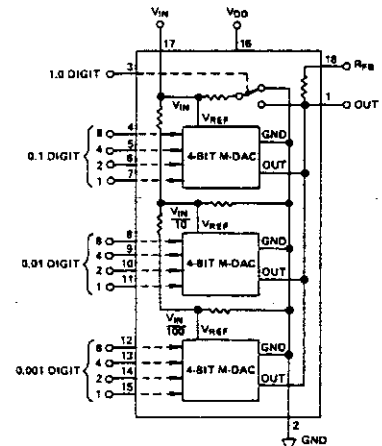 VIN VDD
17 16
18 RFB
1.0 DIGIT 3
1 OUT
VIN
VREF
8 4
4 5
2 6
1 7
0.1 DIGIT
4-BIT M-DAC
GND
OUT
VIN
10
VREF
8 8
4 9
2 10
1 11
0.01 DIGIT
4-BIT M-DAC
GND
OUT
VIN
100
VREF
8 12
4 13
2 14
1 15
0.001 DIGIT
4-BIT M-DAC
GND
OUT
2
GND